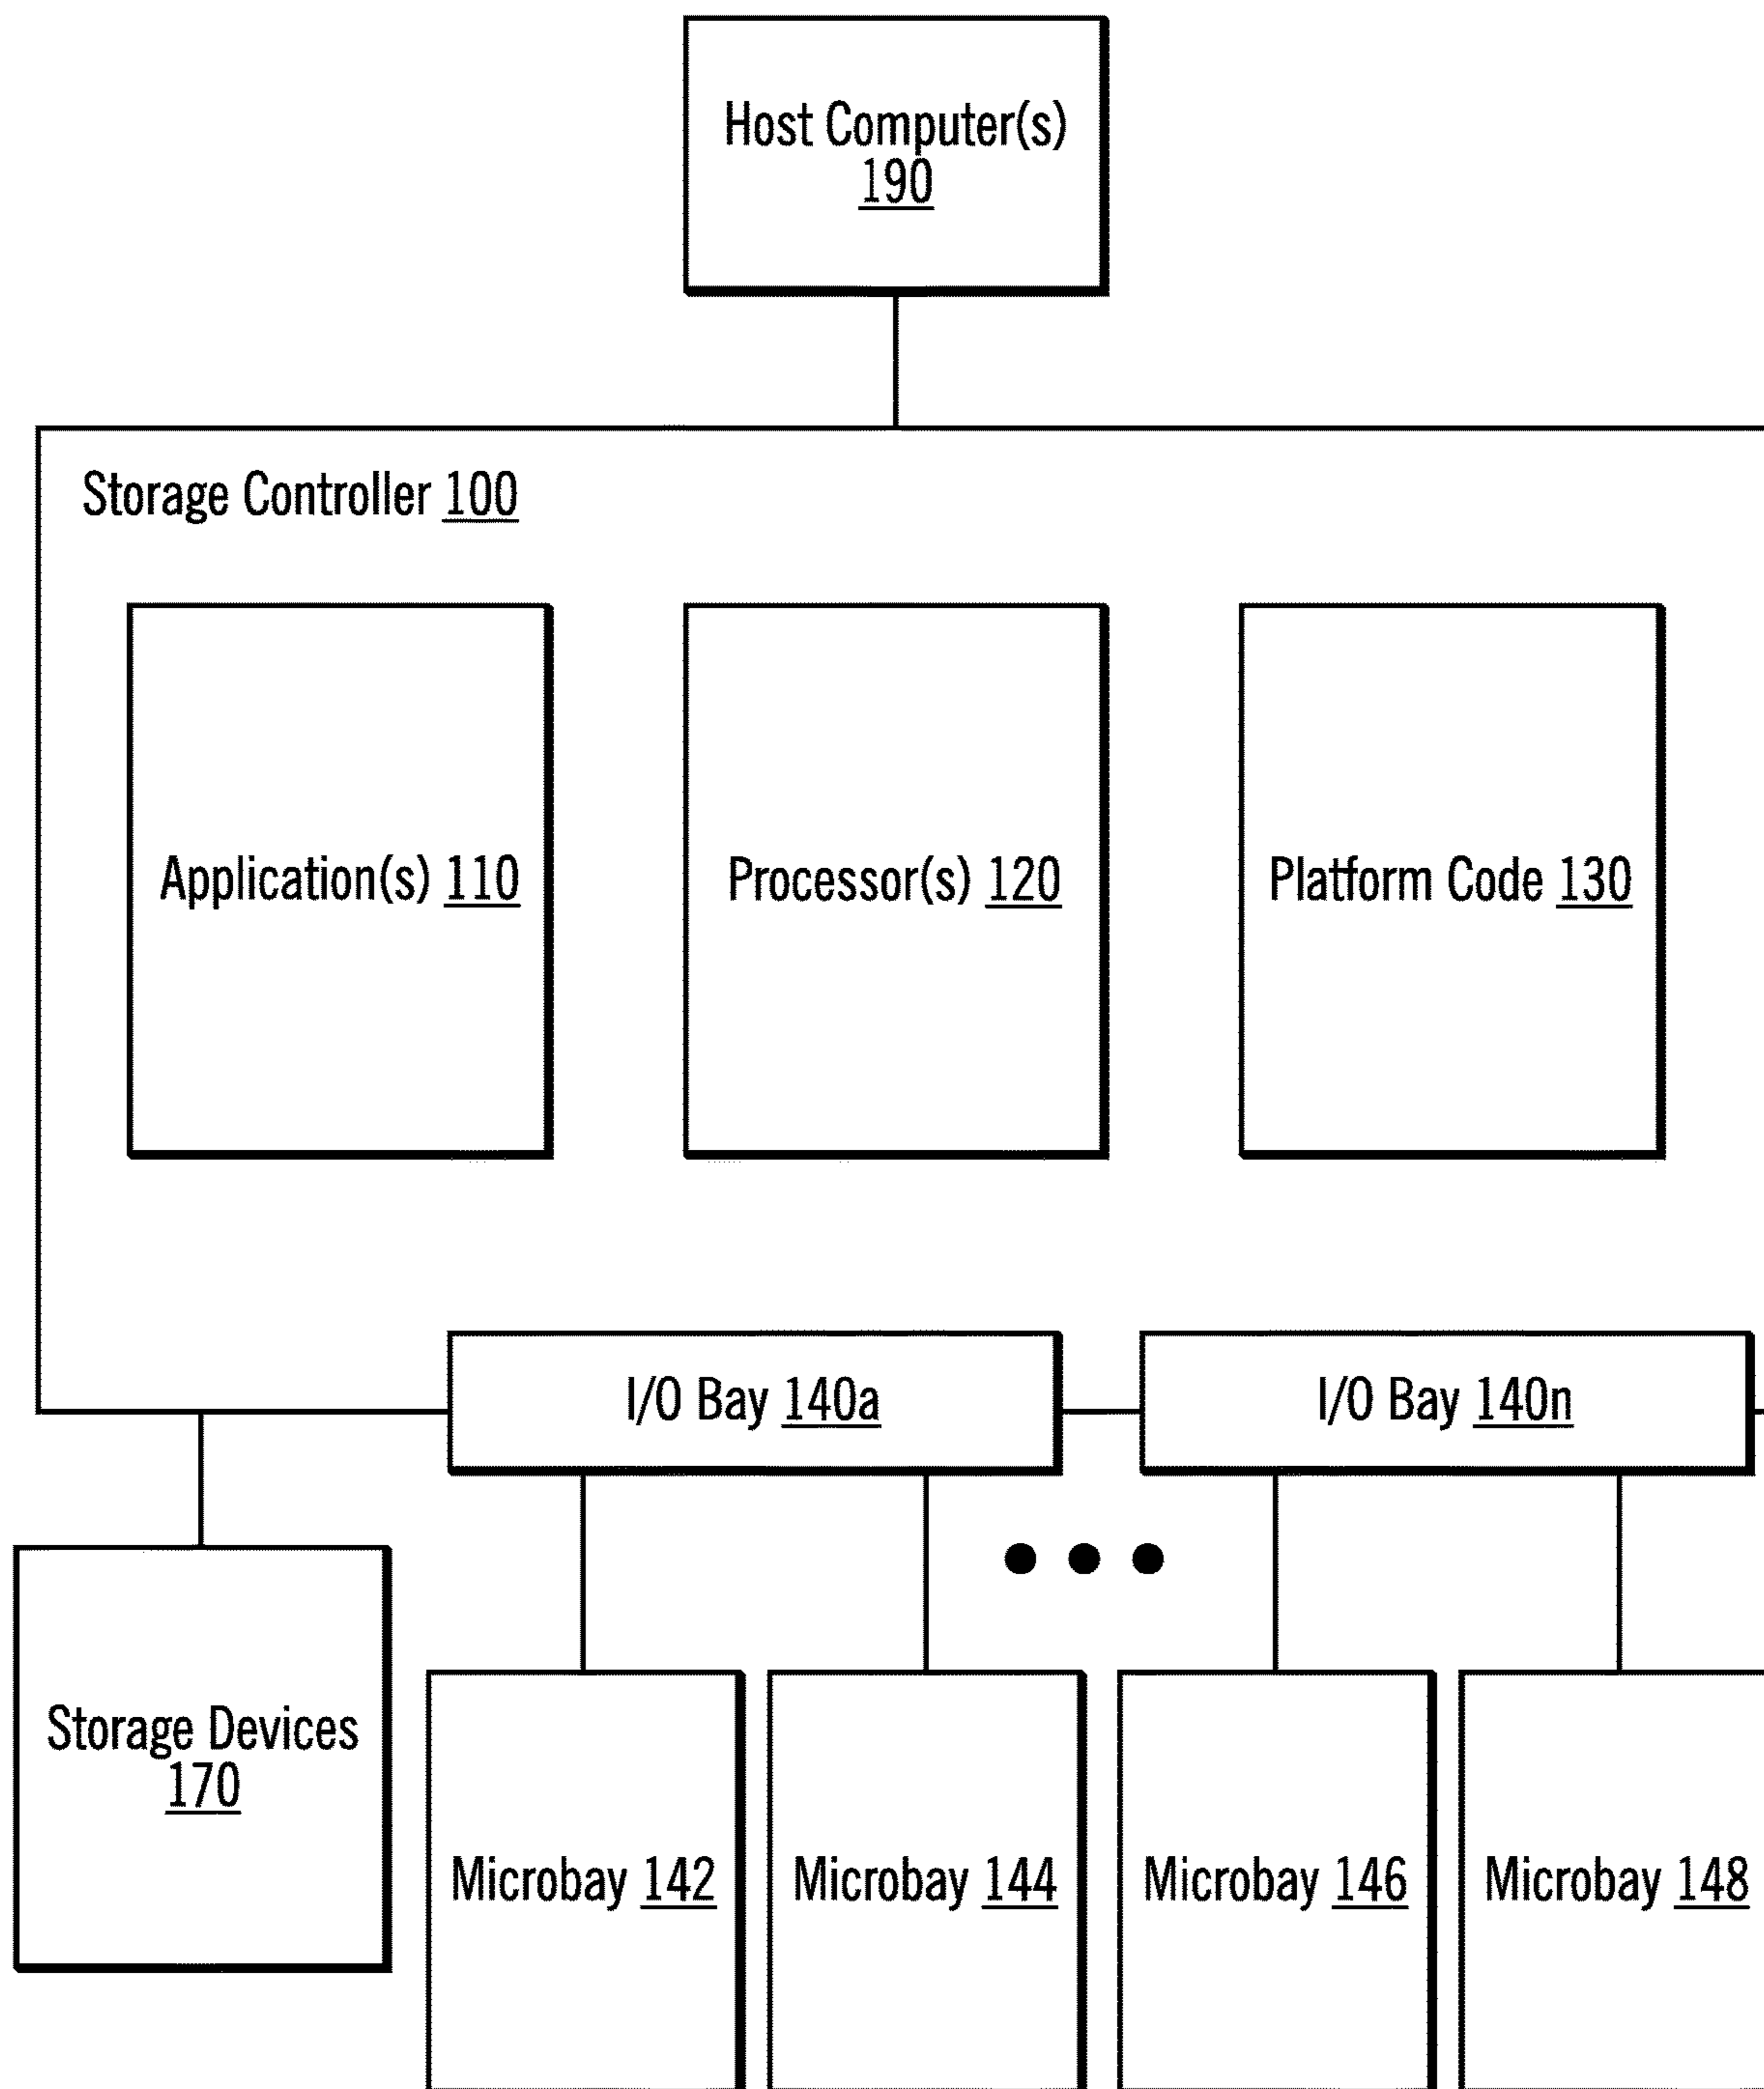 Host Computer(s)
190
Storage Controller 100
Application(s) 110
Processor(s) 120
Platform Code 130
I/O Bay 140a
I/O Bay 140n
Storage Devices
170
Microbay 142
Microbay 144
Microbay 146
Microbay 148